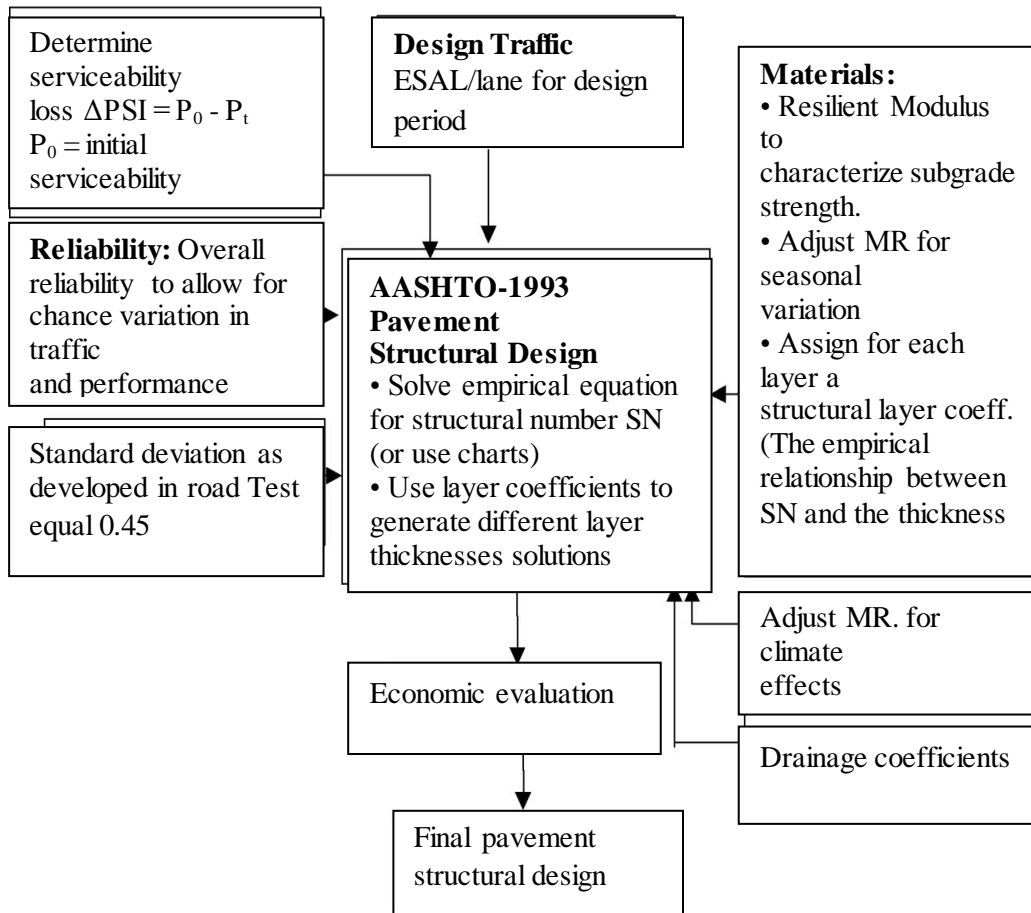 Determine
serviceability
loss ΔPSI = P₀ - Pₜ
P₀ = initial
serviceability
Design Traffic
ESAL/lane for design
period
Materials:
• Resilient Modulus
to
characterize subgrade
strength.
• Adjust MR for
seasonal
variation
• Assign for each
layer a
structural layer coeff.
(The empirical
relationship between
SN and the thickness
Reliability: Overall
reliability to allow for
chance variation in
traffic
and performance
AASHTO-1993
Pavement
Structural Design
• Solve empirical equation
for structural number SN
(or use charts)
• Use layer coefficients to
generate different layer
thicknesses solutions
Standard deviation as
developed in road Test
equal 0.45
Adjust MR. for
climate
effects
Economic evaluation
Drainage coefficients
Final pavement
structural design